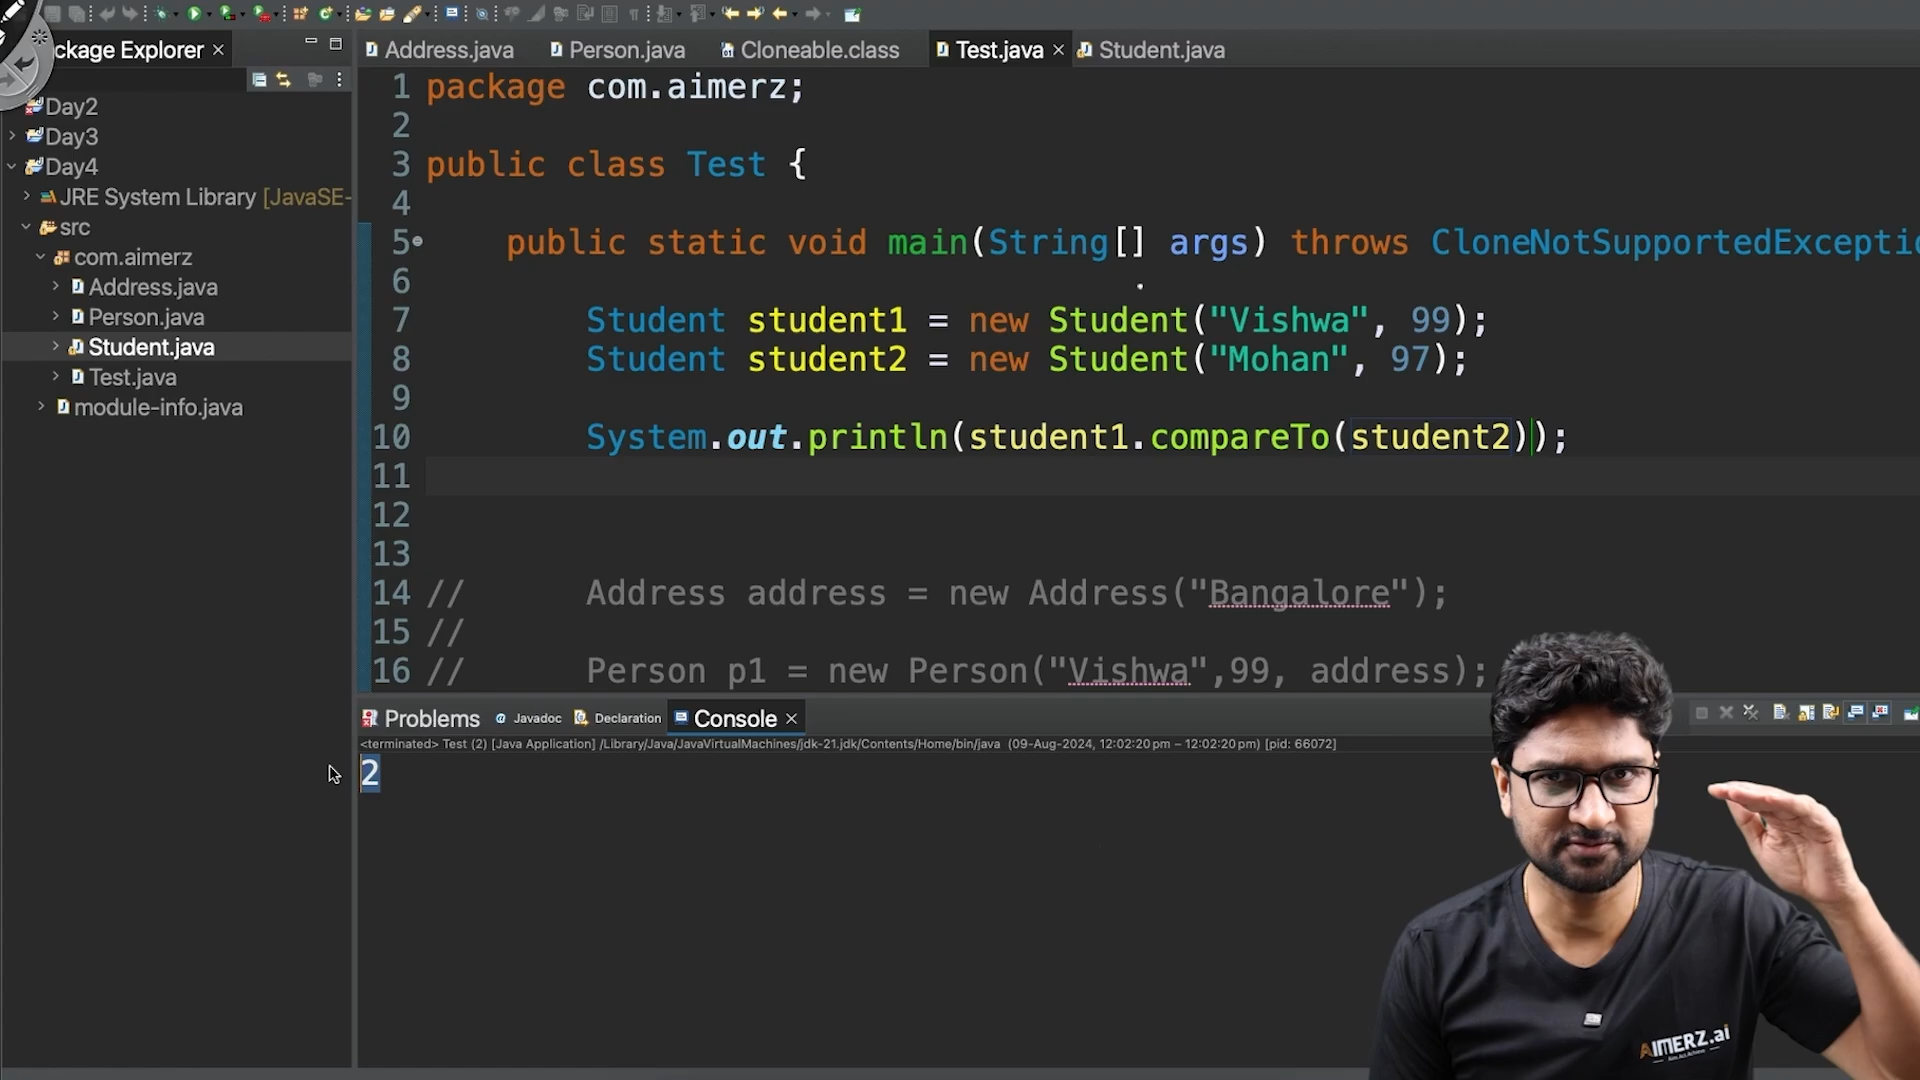 ckage Explorer
Address.java
Person.java
Cloneable.class
Test.java
Student.java
Day2
Day3
Day4
JRE System Library [JavaSE-
src
com.aimerz
Address.java
Person.java
Student.java
Test.java
module-info.java
1 package com.aimerz;
2
3 public class Test {
4
5 public static void main(String[] args) throws CloneNotSupportedExceptio
6
7 Student student1 = new Student("Vishwa", 99);
8 Student student2 = new Student("Mohan", 97);
9
10 System.out.println(student1.compareTo(student2));
11
12
13
14 // Address address = new Address("Bangalore");
15 //
16 // Person p1 = new Person("Vishwa",99, address);
Problems
Javadoc
Declaration
Console
<terminated> Test (2) [Java Application] /Library/Java/JavaVirtualMachines/jdk-21.jdk/Contents/Home/bin/java (09-Aug-2024, 12:02:20 pm – 12:02:20 pm) [pid: 66072]
2
AIMERZ.ai